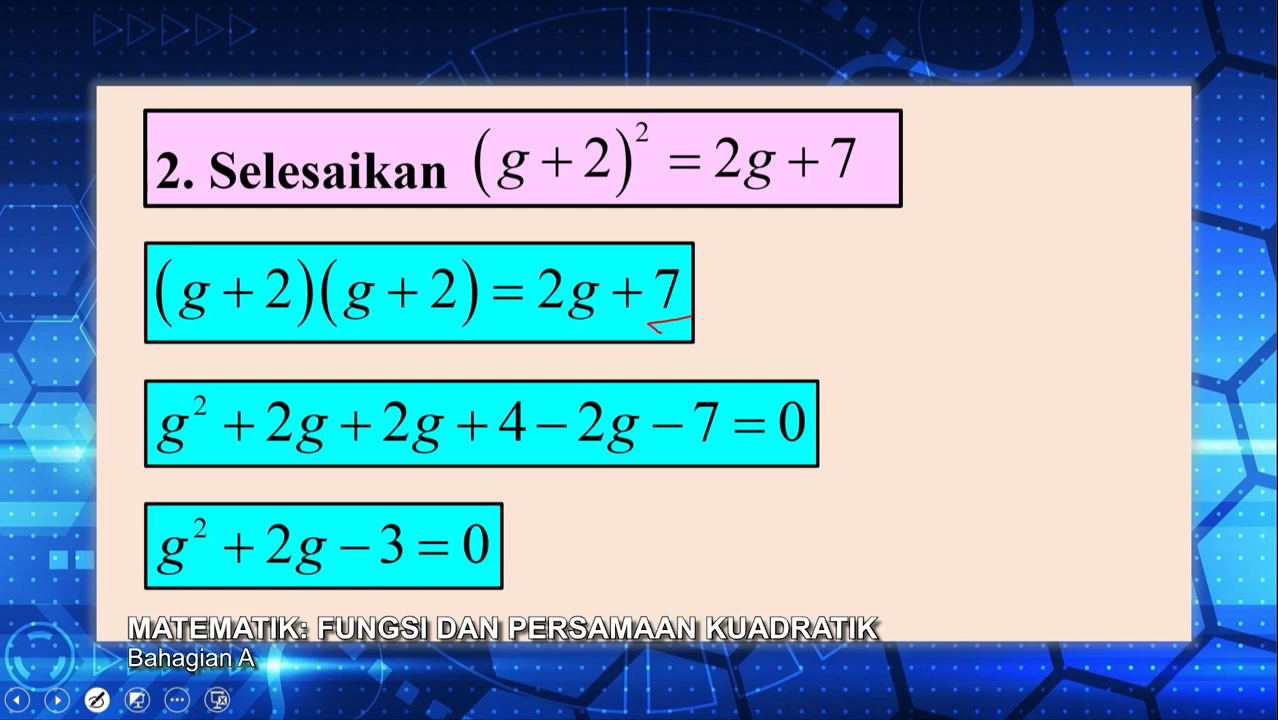 2. Selesaikan (g + 2)² = 2g + 7
(g + 2)(g + 2) = 2g + 7
g² + 2g + 2g + 4 − 2g − 7 = 0
g² + 2g − 3 = 0
MATEMATIK: FUNGSI DAN PERSAMAAN KUADRATIK
Bahagian A